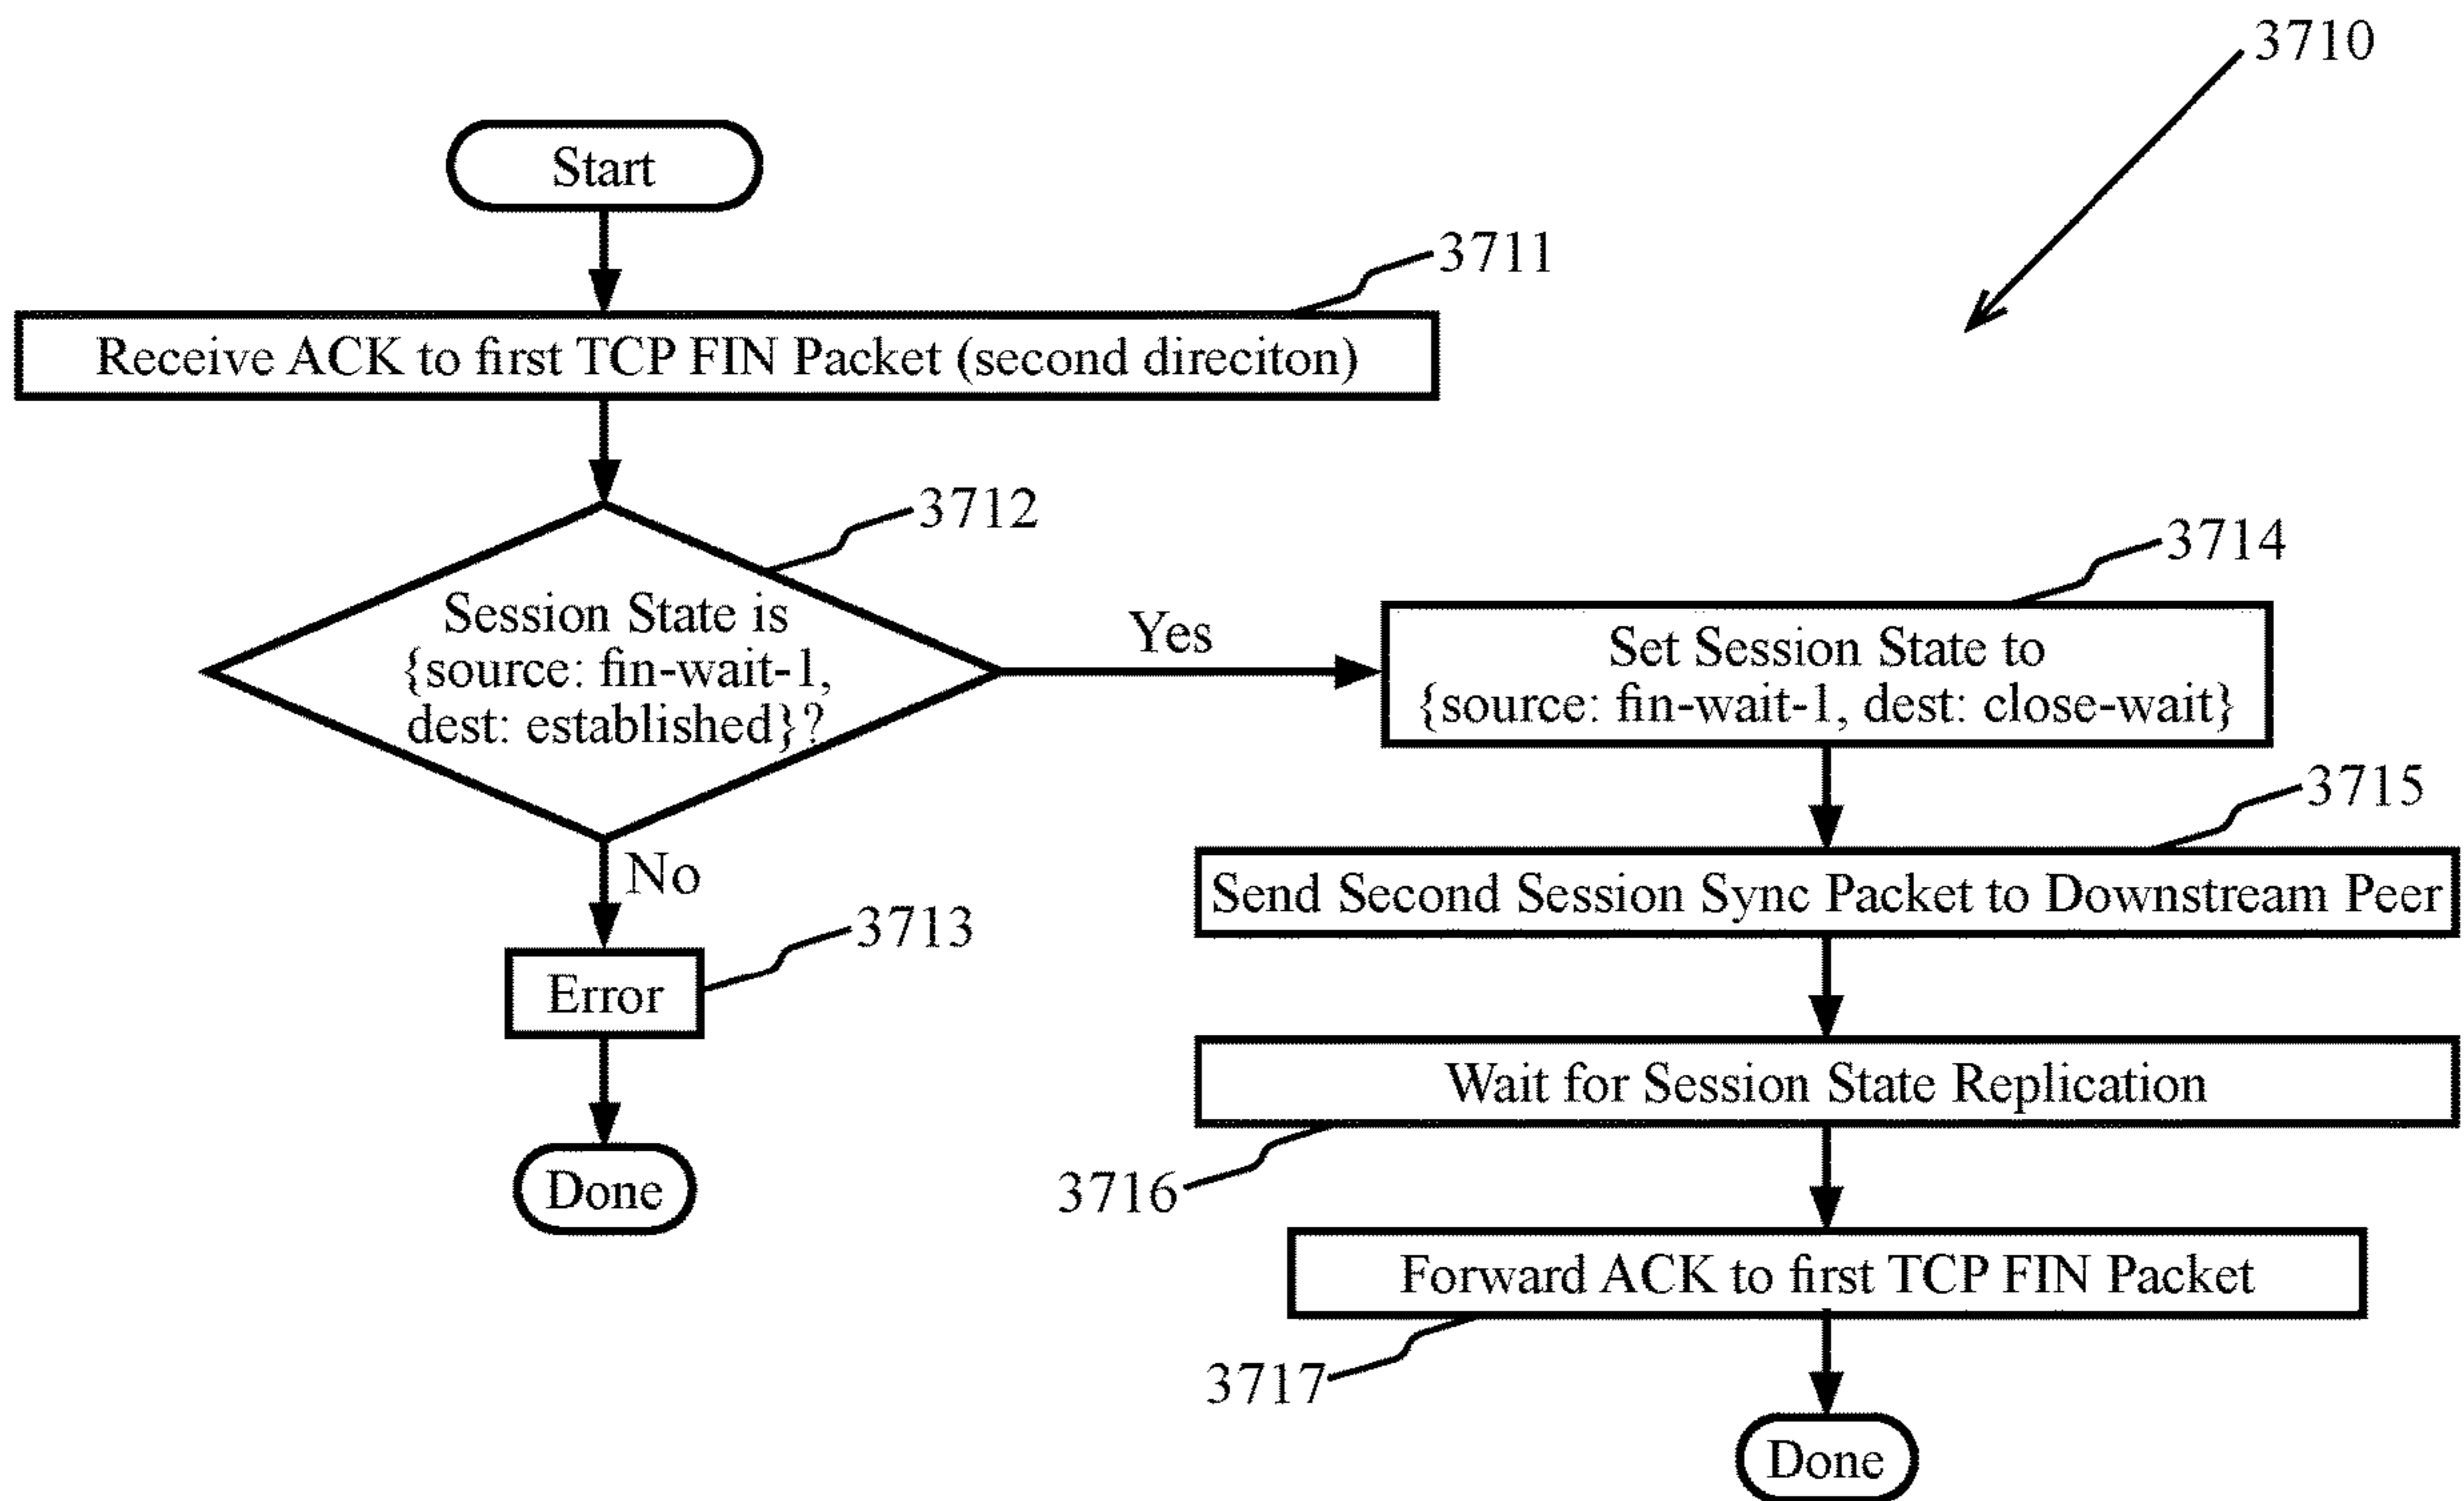 3710
Start
3711
Receive ACK to first TCP FIN Packet (second direciton)
3712
Session State is
{source: fin-wait-1,
dest: established}?
Yes
3714
Set Session State to
{source: fin-wait-1, dest: close-wait}
No
3713
Error
Done
3715
Send Second Session Sync Packet to Downstream Peer
Wait for Session State Replication
3716
Forward ACK to first TCP FIN Packet
3717
Done